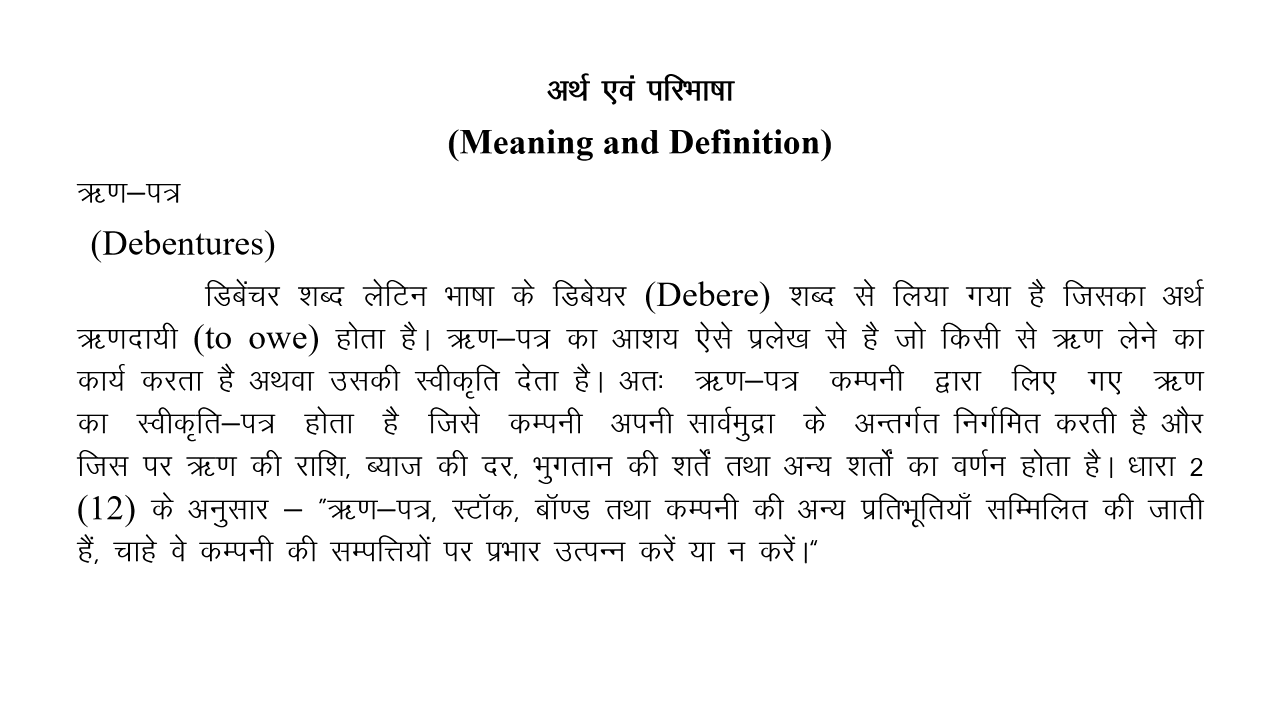 अर्थ एवं परिभाषा
(Meaning and Definition)
ऋण–पत्र
(Debentures)
डिबेंचर शब्द लेटिन भाषा के डिबेयर (Debere) शब्द से लिया गया है जिसका अर्थ
ऋणदायी (to owe) होता है। ऋण–पत्र का आशय ऐसे प्रलेख से है जो किसी से ऋण लेने का
कार्य करता है अथवा उसकी स्वीकृति देता है। अतः ऋण–पत्र कम्पनी द्वारा लिए गए ऋण
का स्वीकृति–पत्र होता है जिसे कम्पनी अपनी सार्वमुद्रा के अन्तर्गत निर्गमित करती है और
जिस पर ऋण की राशि, ब्याज की दर, भुगतान की शर्तें तथा अन्य शर्तों का वर्णन होता है। धारा 2
(12) के अनुसार – "ऋण–पत्र, स्टॉक, बॉण्ड तथा कम्पनी की अन्य प्रतिभूतियाँ सम्मिलित की जाती
हैं, चाहे वे कम्पनी की सम्पत्तियों पर प्रभार उत्पन्न करें या न करें।"